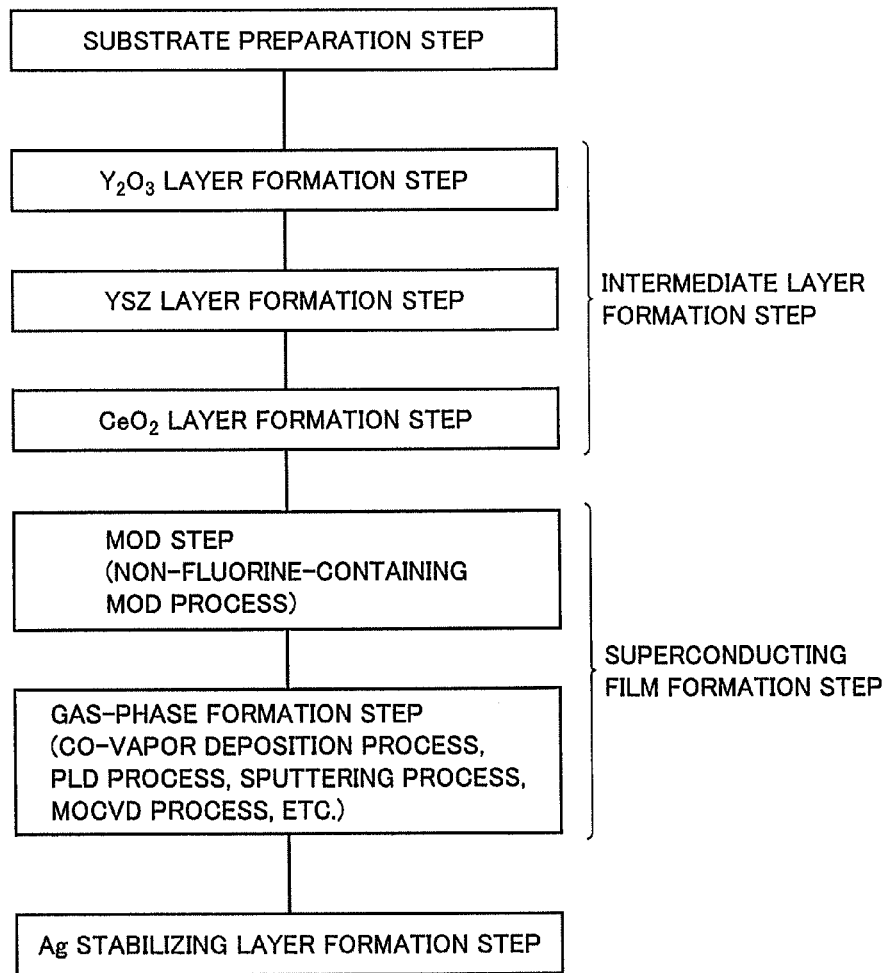 SUBSTRATE PREPARATION STEP
Y₂O₃ LAYER FORMATION STEP
YSZ LAYER FORMATION STEP
CeO₂ LAYER FORMATION STEP
INTERMEDIATE LAYER
FORMATION STEP
MOD STEP
(NON-FLUORINE-CONTAINING
MOD PROCESS)
GAS-PHASE FORMATION STEP
(CO-VAPOR DEPOSITION PROCESS,
PLD PROCESS, SPUTTERING PROCESS,
MOCVD PROCESS, ETC.)
SUPERCONDUCTING
FILM FORMATION STEP
Ag STABILIZING LAYER FORMATION STEP